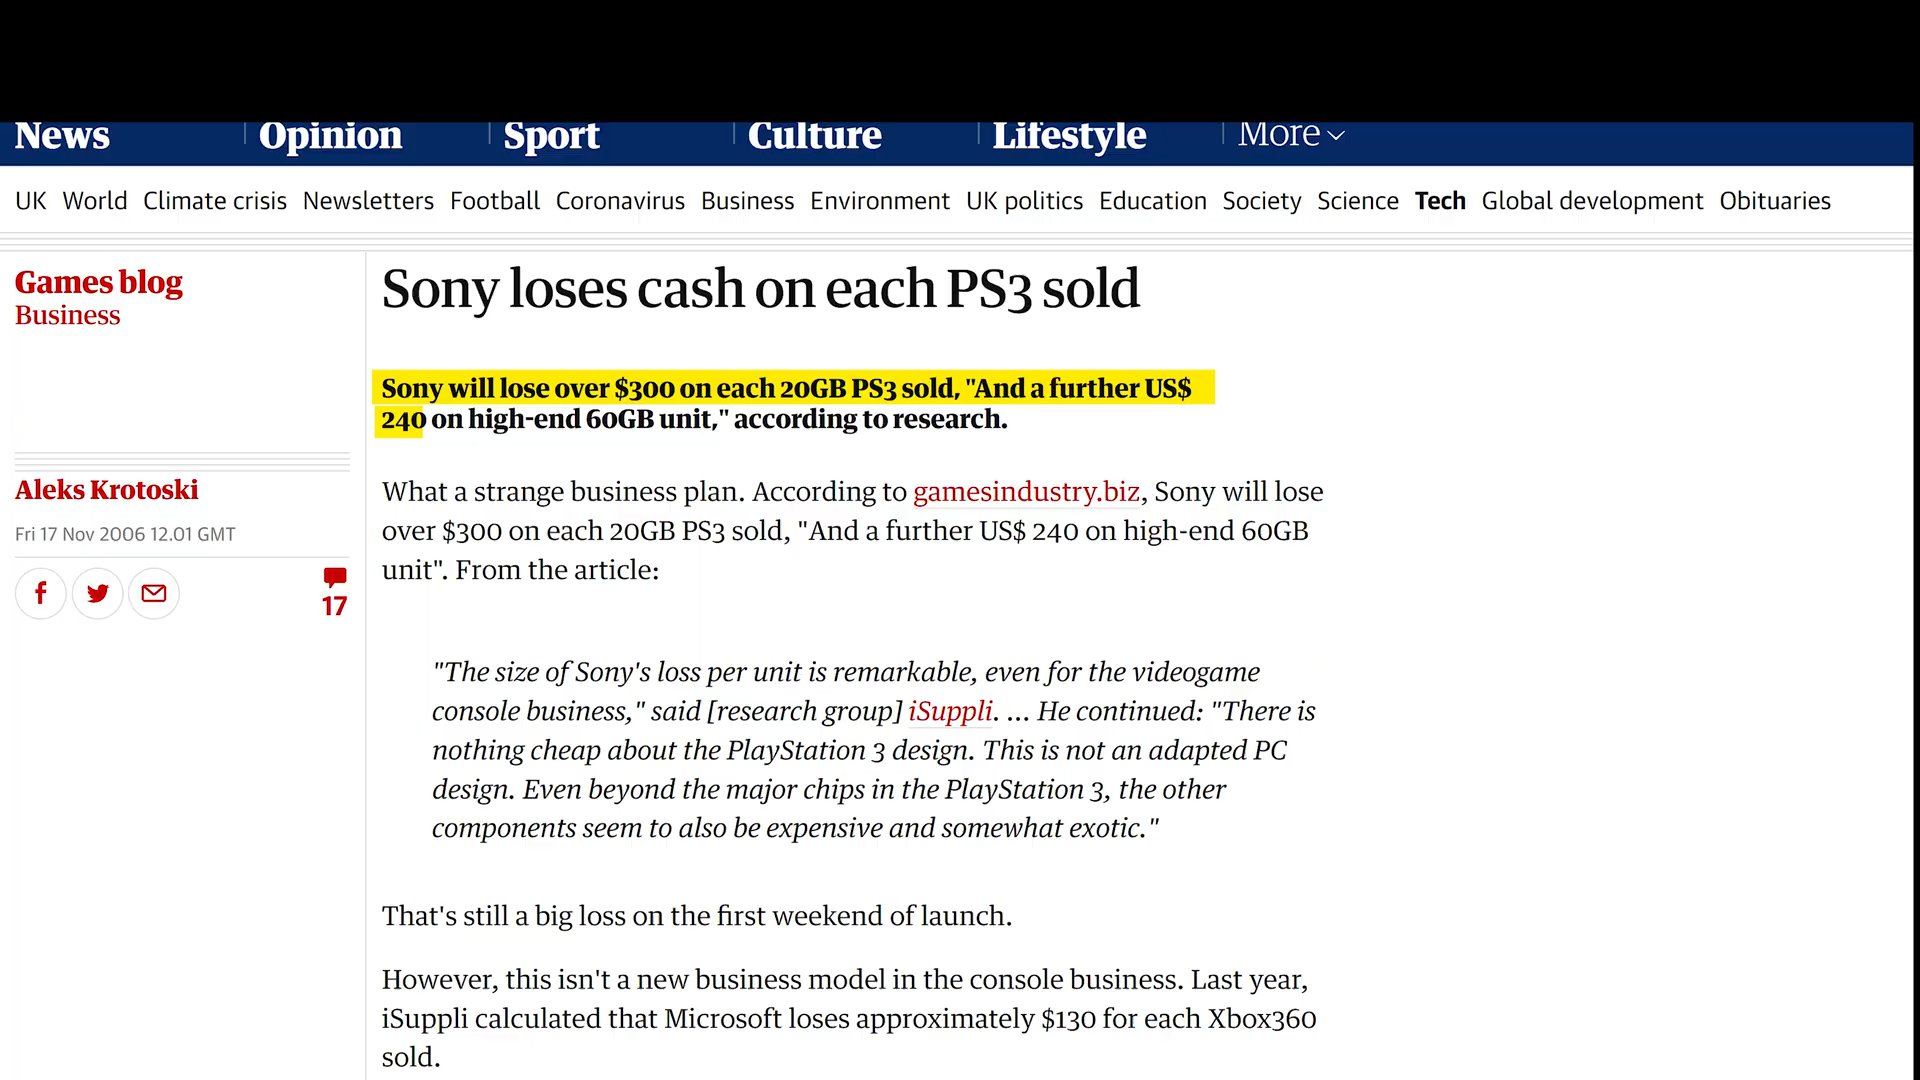 News Opinion Sport Culture Lifestyle More
UK World Climate crisis Newsletters Football Coronavirus Business Environment UK politics Education Society Science Tech Global development Obituaries
Games blog
Business
Aleks Krotoski
Fri 17 Nov 2006 12.01 GMT
17
Sony loses cash on each PS3 sold
Sony will lose over $300 on each 20GB PS3 sold, "And a further US$
240 on high-end 60GB unit," according to research.
What a strange business plan. According to gamesindustry.biz, Sony will lose
over $300 on each 20GB PS3 sold, "And a further US$ 240 on high-end 60GB
unit". From the article:
"The size of Sony's loss per unit is remarkable, even for the videogame
console business," said [research group] iSuppli. ... He continued: "There is
nothing cheap about the PlayStation 3 design. This is not an adapted PC
design. Even beyond the major chips in the PlayStation 3, the other
components seem to also be expensive and somewhat exotic."
That's still a big loss on the first weekend of launch.
However, this isn't a new business model in the console business. Last year,
iSuppli calculated that Microsoft loses approximately $130 for each Xbox360
sold.